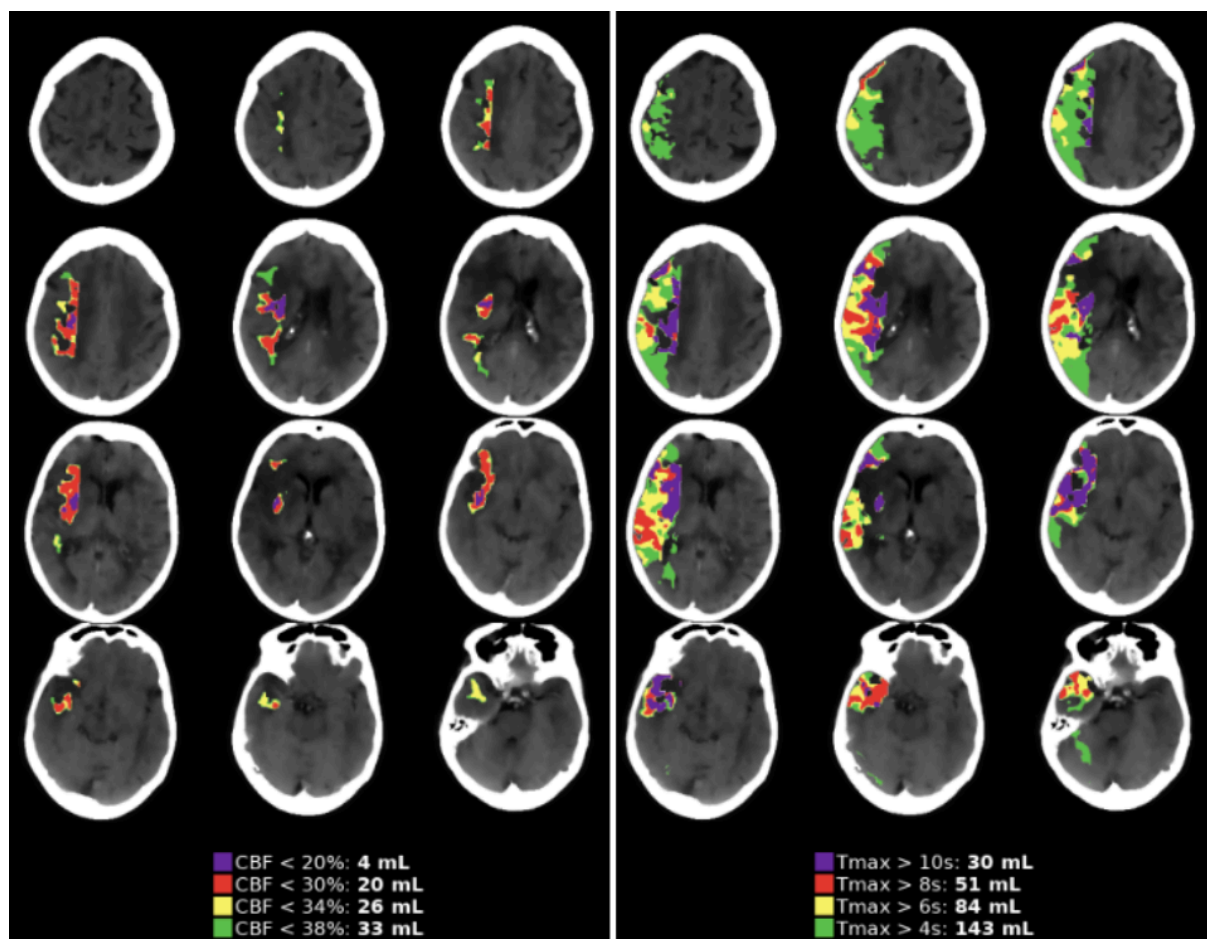 CBF < 20%: 4 mL
CBF < 30%: 20 mL
CBF < 34%: 26 mL
CBF < 38%: 33 mL
Tmax > 10s: 30 mL
Tmax > 8s: 51 mL
Tmax > 6s: 84 mL
Tmax > 4s: 143 mL